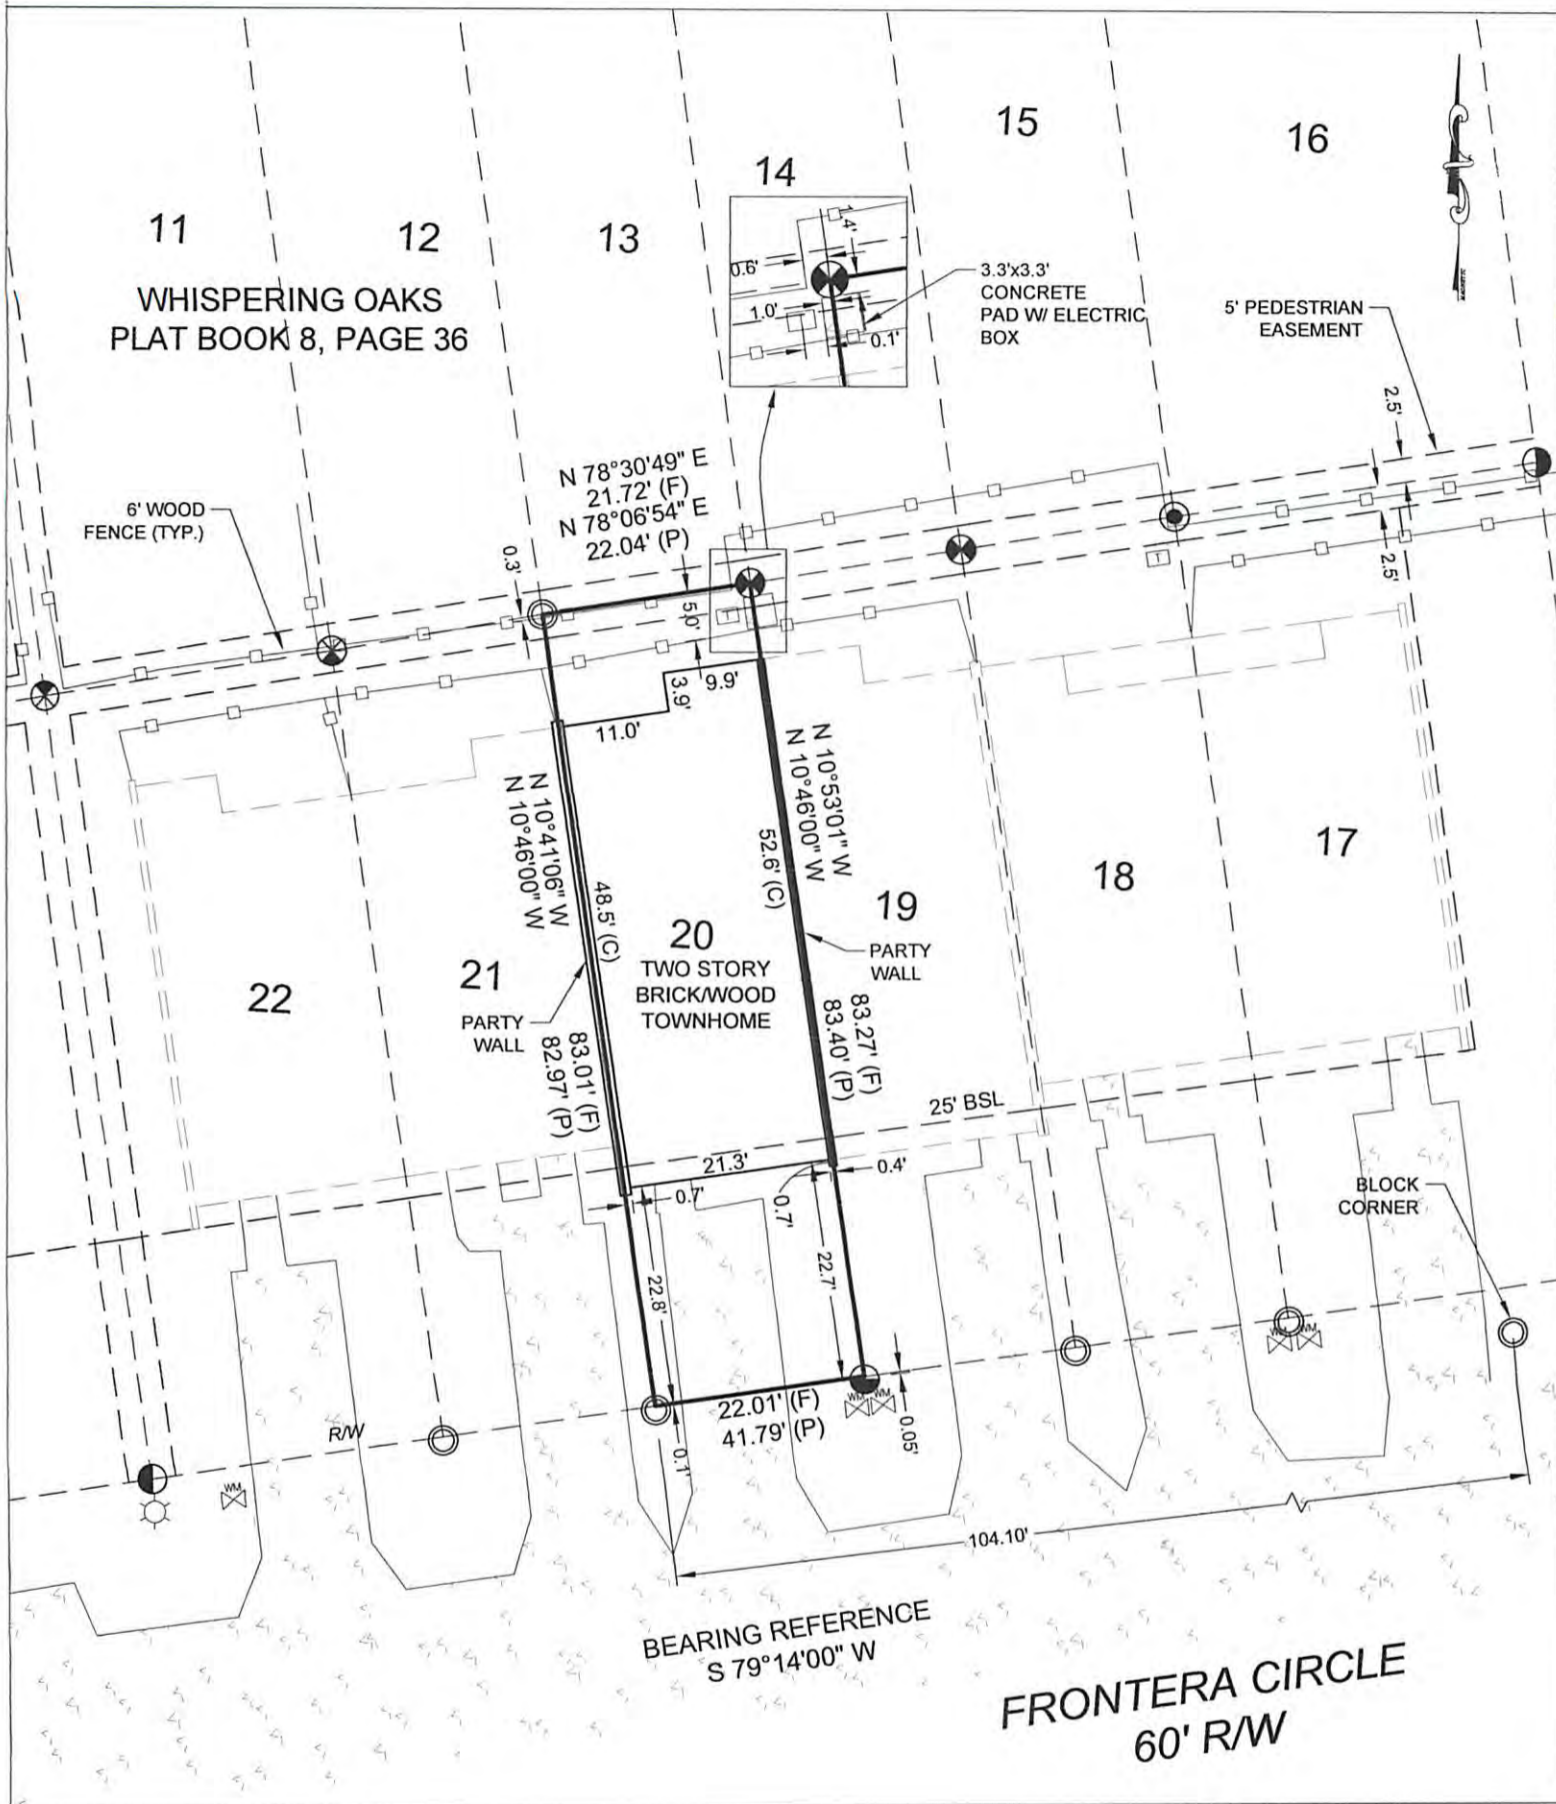 11
12
13
14
15
16
WHISPERING OAKS
PLAT BOOK 8, PAGE 36
1.4'
0.6'
1.0'
0.1'
3.3'x3.3'
CONCRETE
PAD W/ ELECTRIC
BOX
5' PEDESTRIAN
EASEMENT
2.5'
2.5'
6' WOOD
FENCE (TYP.)
N 78°30'49" E
21.72' (F)
N 78°06'54" E
22.04' (P)
0.3'
5.0'
T
T
9.9'
3.9'
11.0'
N 10°41'06" W
N 10°46'00" W
N 10°53'01" W
N 10°46'00" W
48.5' (C)
52.6' (C)
22
21
20
19
18
17
TWO STORY
BRICK/WOOD
TOWNHOME
PARTY
WALL
PARTY
WALL
83.01' (F)
82.97' (P)
83.27' (F)
83.40' (P)
25' BSL
21.3'
0.4'
0.7'
0.7'
22.8'
22.7'
BLOCK
CORNER
R/W
22.01' (F)
41.79' (P)
0.1'
0.05'
WM
WM
WM
WM
WM
104.10'
BEARING REFERENCE
S 79°14'00" W
FRONTERA CIRCLE
60' R/W